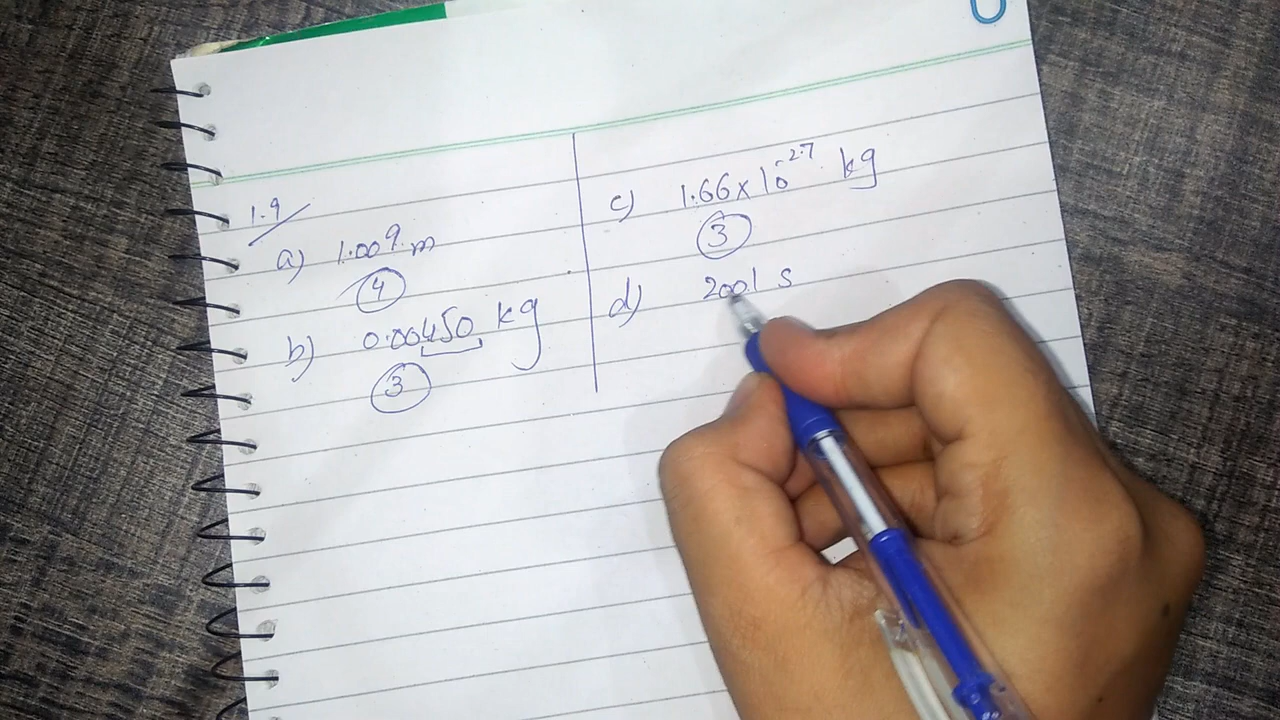 1.9
a) 1.009 m
4
b) 0.00450 kg
3
c) 1.66 x 10⁻²⁷ kg
3
d) 2001 s